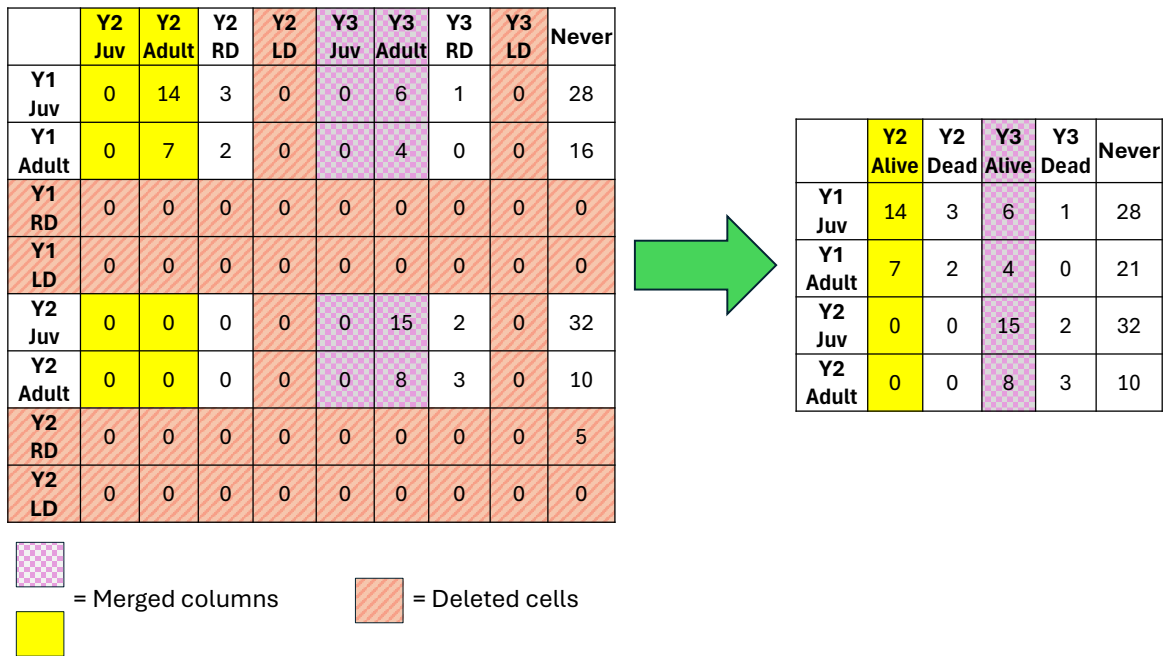 Y2 Juv Y2 Adult Y2 RD Y2 LD Y3 Juv Y3 Adult Y3 RD Y3 LD Never
Y1 Juv 0 14 3 0 0 6 1 0 28
Y1 Adult 0 7 2 0 0 4 0 0 16
Y1 RD 0 0 0 0 0 0 0 0 0
Y1 LD 0 0 0 0 0 0 0 0 0
Y2 Juv 0 0 0 0 0 15 2 0 32
Y2 Adult 0 0 0 0 0 8 3 0 10
Y2 RD 0 0 0 0 0 0 0 0 5
Y2 LD 0 0 0 0 0 0 0 0 0
Y2 Alive Y2 Dead Y3 Alive Y3 Dead Never
Y1 Juv 14 3 6 1 28
Y1 Adult 7 2 4 0 21
Y2 Juv 0 0 15 2 32
Y2 Adult 0 0 8 3 10
= Merged columns
= Deleted cells